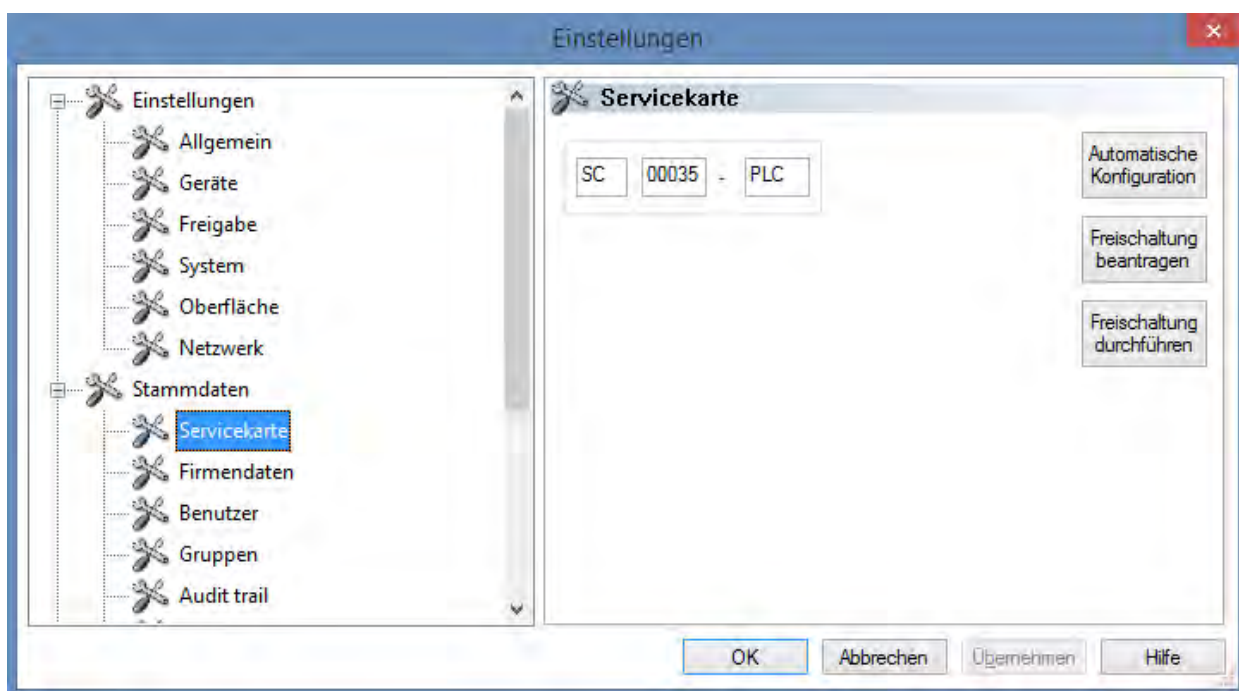 Einstellungen
Einstellungen
Allgemein
Geräte
Freigabe
System
Oberfläche
Netzwerk
Stammdaten
Servicekarte
Firmendaten
Benutzer
Gruppen
Audit trail
Servicekarte
SC 00035 - PLC
Automatische
Konfiguration
Freischaltung
beantragen
Freischaltung
durchführen
OK Abbrechen Übernehmen Hilfe